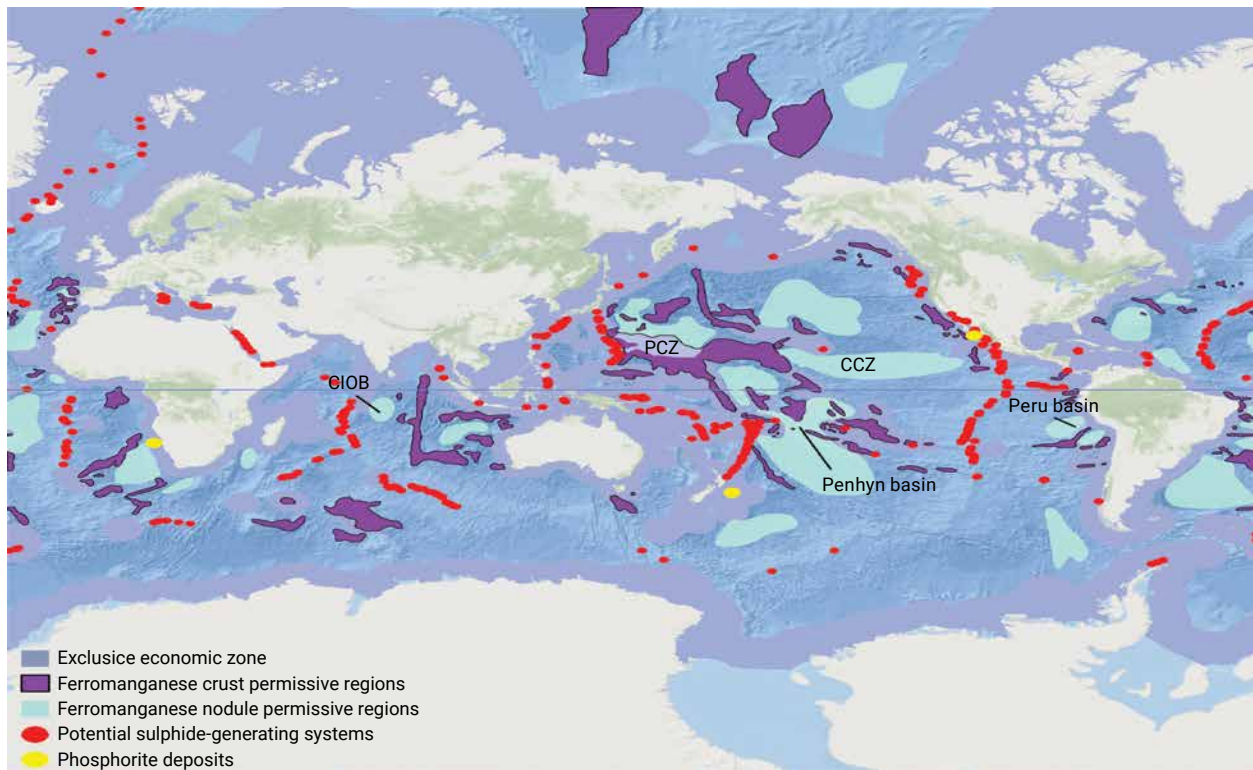 PCZ
CCZ
CIOB
Peru basin
Penhyn basin
Exclusice economic zone
Ferromanganese crust permissive regions
Ferromanganese nodule permissive regions
Potential sulphide-generating systems
Phosphorite deposits